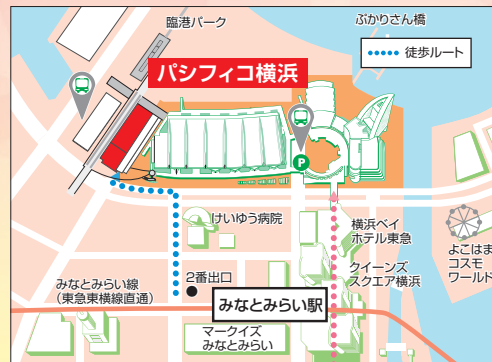 臨港パーク
ぷかりさん橋
徒歩ルート
パシフィコ横浜
P
けいゆう病院
横浜ベイ
ホテル東急
よこはま
コスモ
ワールド
クイーンズ
スクエア横浜
みなとみらい線
(東急東横線直通)
2番出口
みなとみらい駅
マークイズ
みなとみらい